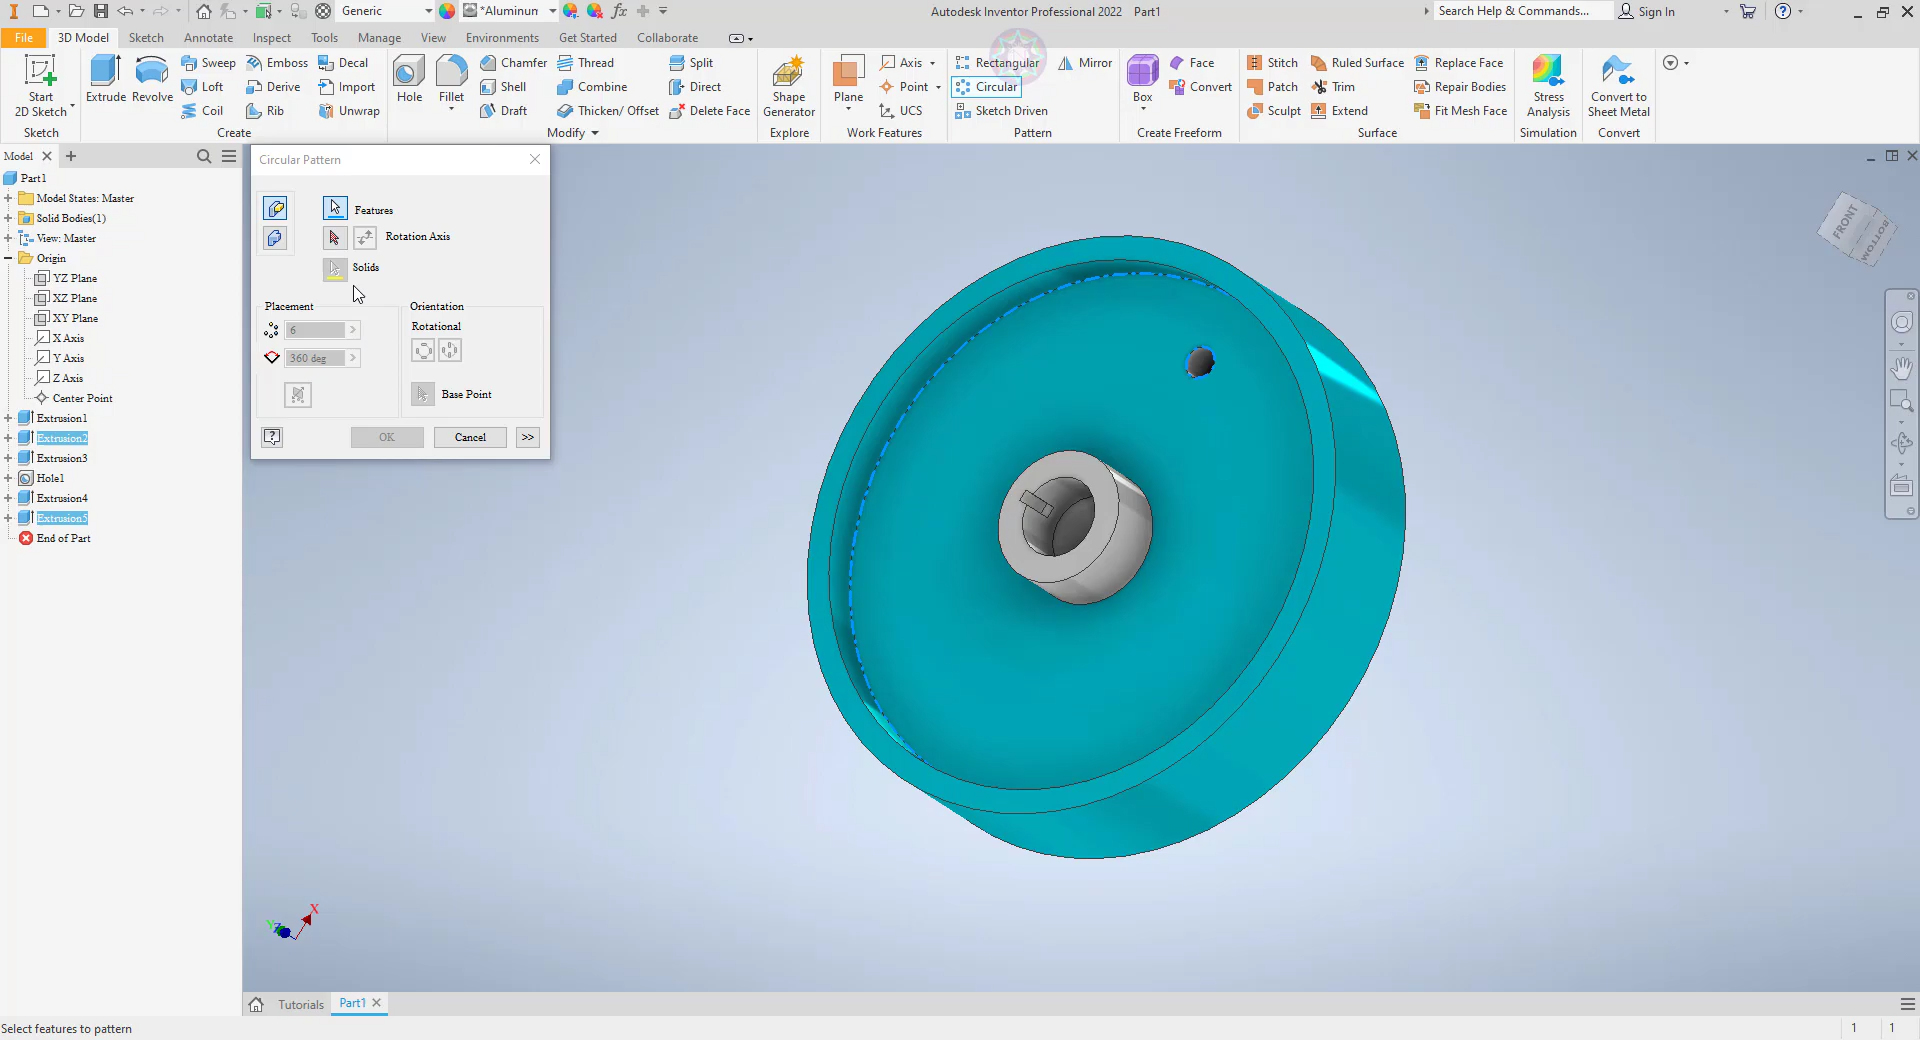 Generic
*Aluminum
Autodesk Inventor Professional 2022 Part1
Search Help & Commands...
Sign In
File 3D Model Sketch Annotate Inspect Tools Manage View Environments Get Started Collaborate
Start
2D Sketch
Sketch
Extrude
Revolve
Sweep Emboss Decal
Loft Derive Import
Coil Rib Unwrap
Create
Hole
Fillet
Chamfer Thread Split
Shell Combine Direct
Draft Thicken/ Offset Delete Face
Modify
Shape
Generator
Explore
Plane
Axis
Point
UCS
Work Features
Rectangular Mirror
Circular
Sketch Driven
Pattern
Box
Face
Convert
Create Freeform
Stitch Ruled Surface Replace Face
Patch Trim Repair Bodies
Sculpt Extend Fit Mesh Face
Surface
Stress
Analysis
Simulation
Convert to
Sheet Metal
Convert
Model
Part1
Model States: Master
Solid Bodies(1)
View: Master
Origin
YZ Plane
XZ Plane
XY Plane
X Axis
Y Axis
Z Axis
Center Point
Extrusion1
Extrusion2
Extrusion3
Hole1
Extrusion4
Extrusion5
End of Part
Circular Pattern
Features
Rotation Axis
Solids
Placement
6
360 deg
Orientation
Rotational
Base Point
OK Cancel >>
FRONT
BOTTOM
X
Y
Z
Tutorials Part1
Select features to pattern
1 1